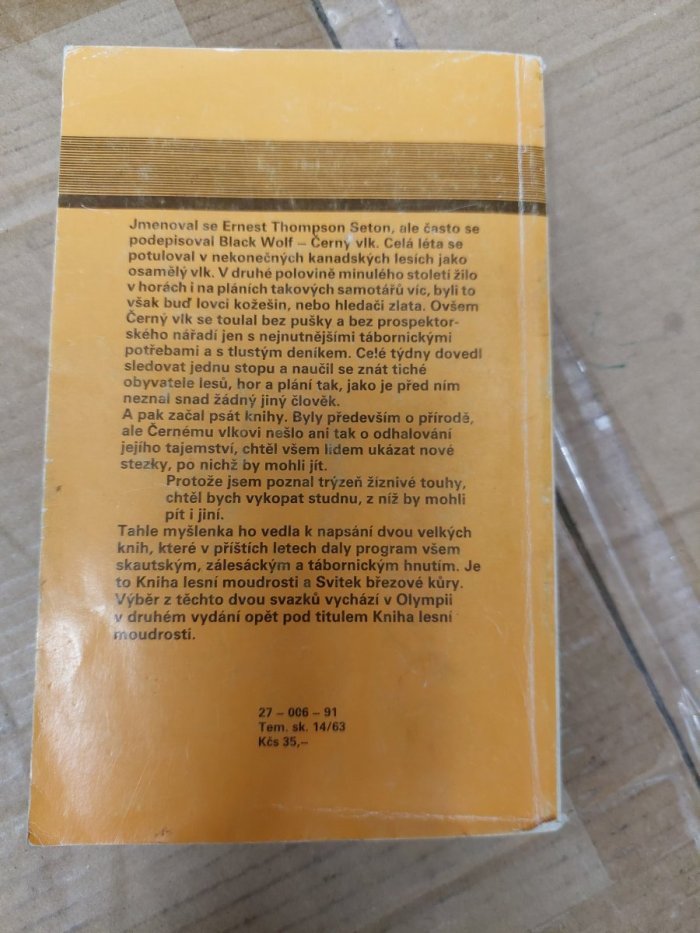 Jmenoval se Ernest Thompson Seton, ale často se
podepisoval Black Wolf – Černý vlk. Celá léta se
potuloval v nekonečných kanadských lesích jako
osamělý vlk. V druhé polovině minulého století žilo
v horách i na pláních takových samotářů víc, byli to
však buď lovci kožešin, nebo hledači zlata. Ovšem
Černý vlk se toulal bez pušky a bez prospektor-
ského nářadí jen s nejnutnějšími tábornickými
potřebami a s tlustým deníkem. Celé týdny dovedl
sledovat jednu stopu a naučil se znát tiché
obyvatele lesů, hor a plání tak, jako je před ním
neznal snad žádný jiný člověk.
A pak začal psát knihy. Byly především o přírodě,
ale Černému vlkovi nešlo ani tak o odhalování
jejího tajemství, chtěl všem lidem ukázat nové
stezky, po nichž by mohli jít.
Protože jsem poznal trýzeň žíznivé touhy,
chtěl bych vykopat studnu, z níž by mohli
pít i jiní.
Tahle myšlenka ho vedla k napsání dvou velkých
knih, které v příštích letech daly program všem
skautským, zálesáckým a tábornickým hnutím. Je
to Kniha lesní moudrosti a Svitek březové kůry.
Výběr z těchto dvou svazků vychází v Olympii
v druhém vydání opět pod titulem Kniha lesní
moudrosti.
27 – 006 – 91
Tem. sk. 14/63
Kčs 35,–